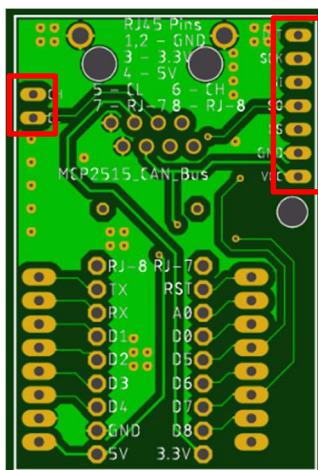 RJ45 Pins
1,2 - GND
3 - 3.3V
4 - 5V
5 - CL 6 - CH
7 - RJ-7 8 - RJ-8
CH
SCK
SO
GND
VCC
MCP2515_CAN_Bus
RJ-8 RJ-7
TX RST
RX A0
D1 D0
D2 D5
D3 D6
D4 D7
GND D8
5V 3.3V